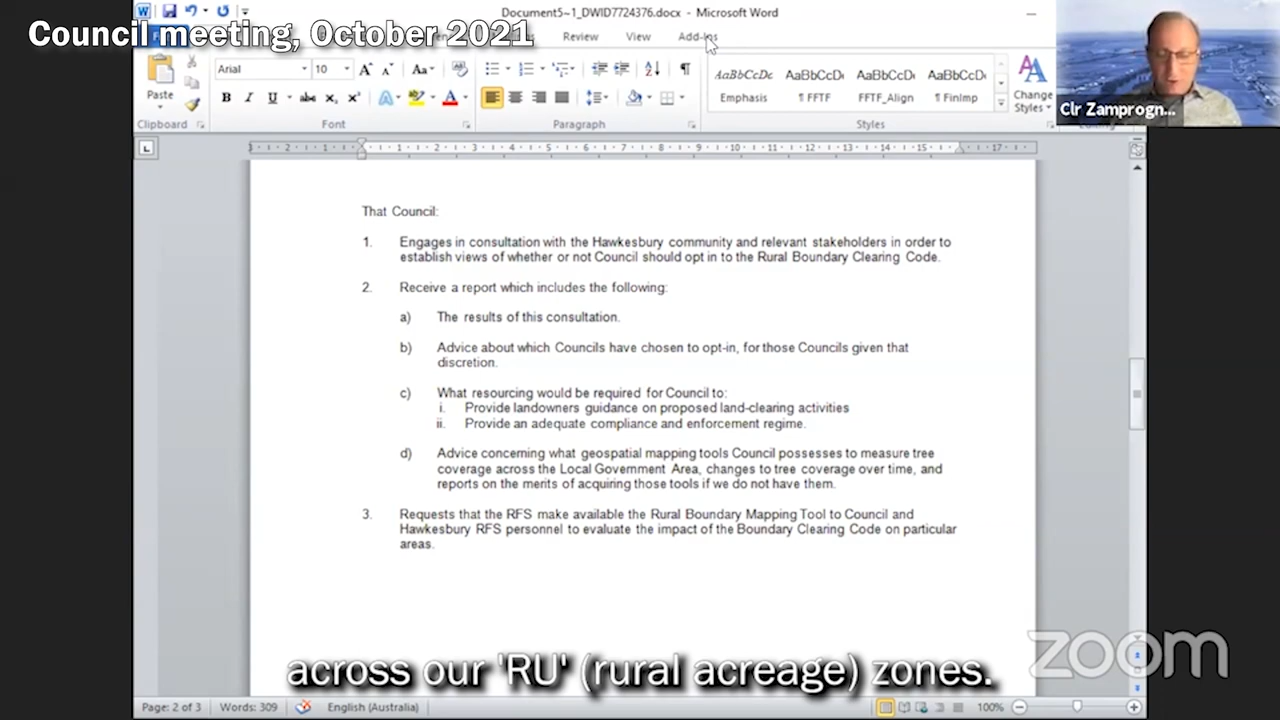 Document5~1_DWID7724376.docx - Microsoft Word
Council meeting, October 2021
Review View Add-Ins
Clr Zamprogn...
Paste
Arial 10
Clipboard Font Paragraph Styles
AaBbCcDc AaBbCcDc AaBbCcDc AaBbCcDc
Emphasis ¶ FFTF FFTF_Align ¶ FinImp
Change
Styles
That Council:
1. Engages in consultation with the Hawkesbury community and relevant stakeholders in order to
establish views of whether or not Council should opt in to the Rural Boundary Clearing Code.
2. Receive a report which includes the following:
a) The results of this consultation.
b) Advice about which Councils have chosen to opt-in, for those Councils given that
discretion.
c) What resourcing would be required for Council to:
i. Provide landowners guidance on proposed land-clearing activities
ii. Provide an adequate compliance and enforcement regime.
d) Advice concerning what geospatial mapping tools Council possesses to measure tree
coverage across the Local Government Area, changes to tree coverage over time, and
reports on the merits of acquiring those tools if we do not have them.
3. Requests that the RFS make available the Rural Boundary Mapping Tool to Council and
Hawkesbury RFS personnel to evaluate the impact of the Boundary Clearing Code on particular
areas.
across our 'RU' (rural acreage) zones.
zoom
Page: 2 of 3 Words: 309 English (Australia) 100%